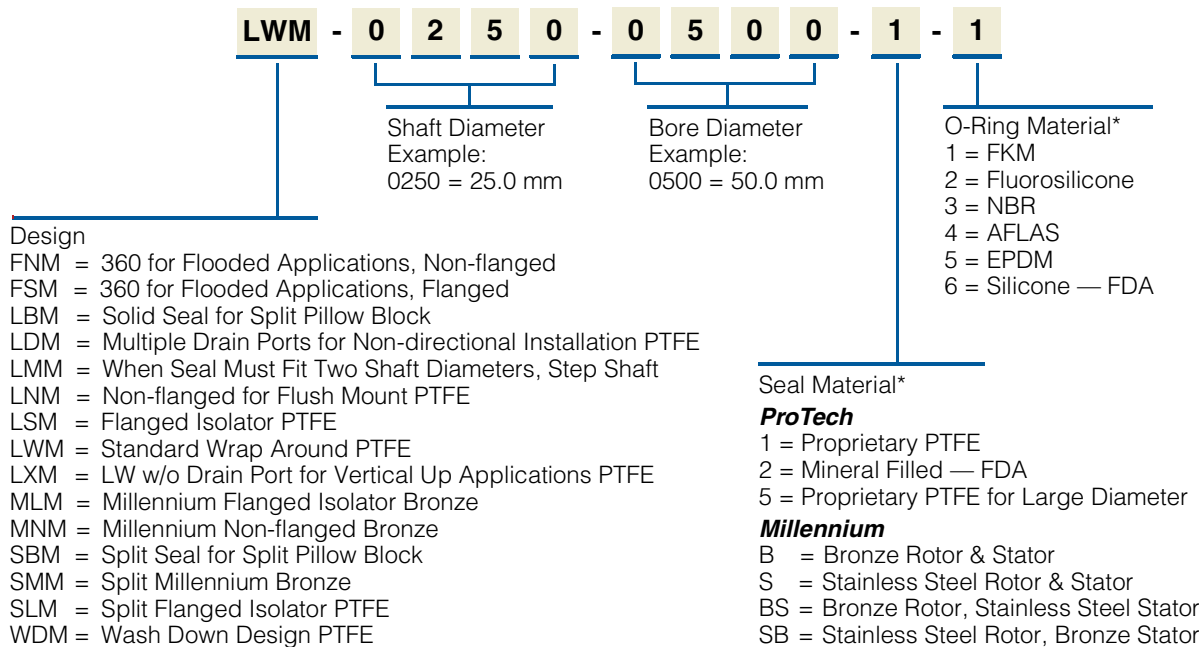 LWM - 0 2 5 0 - 0 5 0 0 - 1 - 1
Shaft Diameter
Example:
0250 = 25.0 mm
Bore Diameter
Example:
0500 = 50.0 mm
O-Ring Material*
1 = FKM
2 = Fluorosilicone
3 = NBR
4 = AFLAS
5 = EPDM
6 = Silicone — FDA
Design
FNM = 360 for Flooded Applications, Non-flanged
FSM = 360 for Flooded Applications, Flanged
LBM = Solid Seal for Split Pillow Block
LDM = Multiple Drain Ports for Non-directional Installation PTFE
LMM = When Seal Must Fit Two Shaft Diameters, Step Shaft
LNM = Non-flanged for Flush Mount PTFE
LSM = Flanged Isolator PTFE
LWM = Standard Wrap Around PTFE
LXM = LW w/o Drain Port for Vertical Up Applications PTFE
MLM = Millennium Flanged Isolator Bronze
MNM = Millennium Non-flanged Bronze
SBM = Split Seal for Split Pillow Block
SMM = Split Millennium Bronze
SLM = Split Flanged Isolator PTFE
WDM = Wash Down Design PTFE
Seal Material*
ProTech
1 = Proprietary PTFE
2 = Mineral Filled — FDA
5 = Proprietary PTFE for Large Diameter
Millennium
B = Bronze Rotor & Stator
S = Stainless Steel Rotor & Stator
BS = Bronze Rotor, Stainless Steel Stator
SB = Stainless Steel Rotor, Bronze Stator